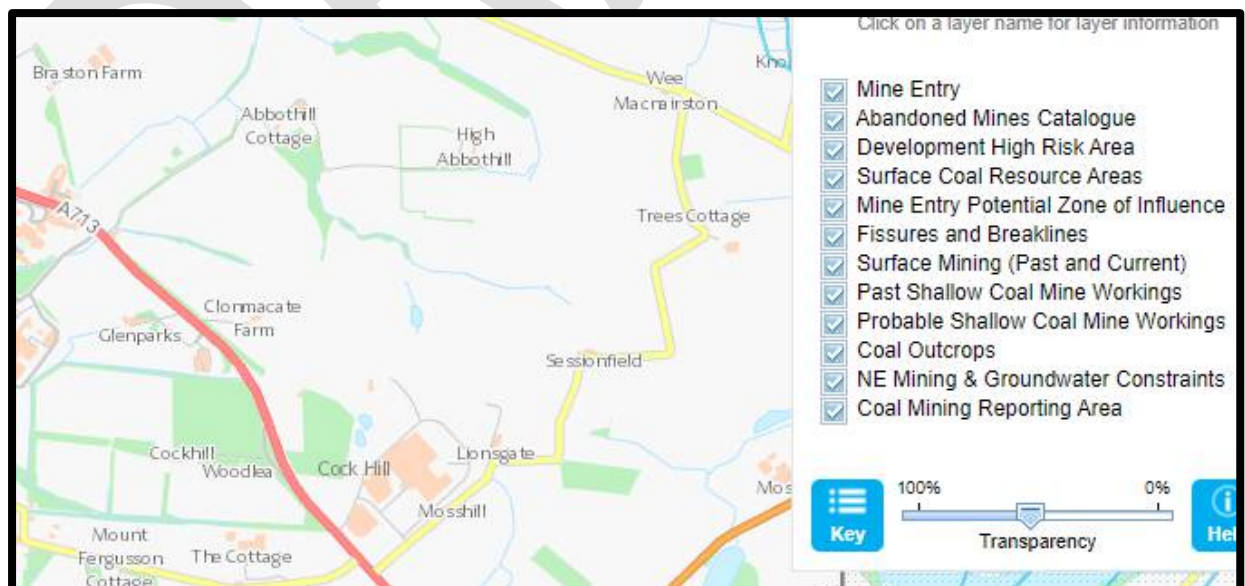 Click on a layer name for layer information
Mine Entry
Abandoned Mines Catalogue
Development High Risk Area
Surface Coal Resource Areas
Mine Entry Potential Zone of Influence
Fissures and Breaklines
Surface Mining (Past and Current)
Past Shallow Coal Mine Workings
Probable Shallow Coal Mine Workings
Coal Outcrops
NE Mining & Groundwater Constraints
Coal Mining Reporting Area
100%
0%
Key
Transparency
Braston Farm
Abbothill
Cottage
High
Abbothill
Wee
Macnairston
Trees Cottage
A713
Clonmacate
Farm
Glenparks
Sessionfield
Cockhill
Woodlea
Cock Hill
Lionsgate
Mosshill
Mount
Fergusson
Cottage
The Cottage